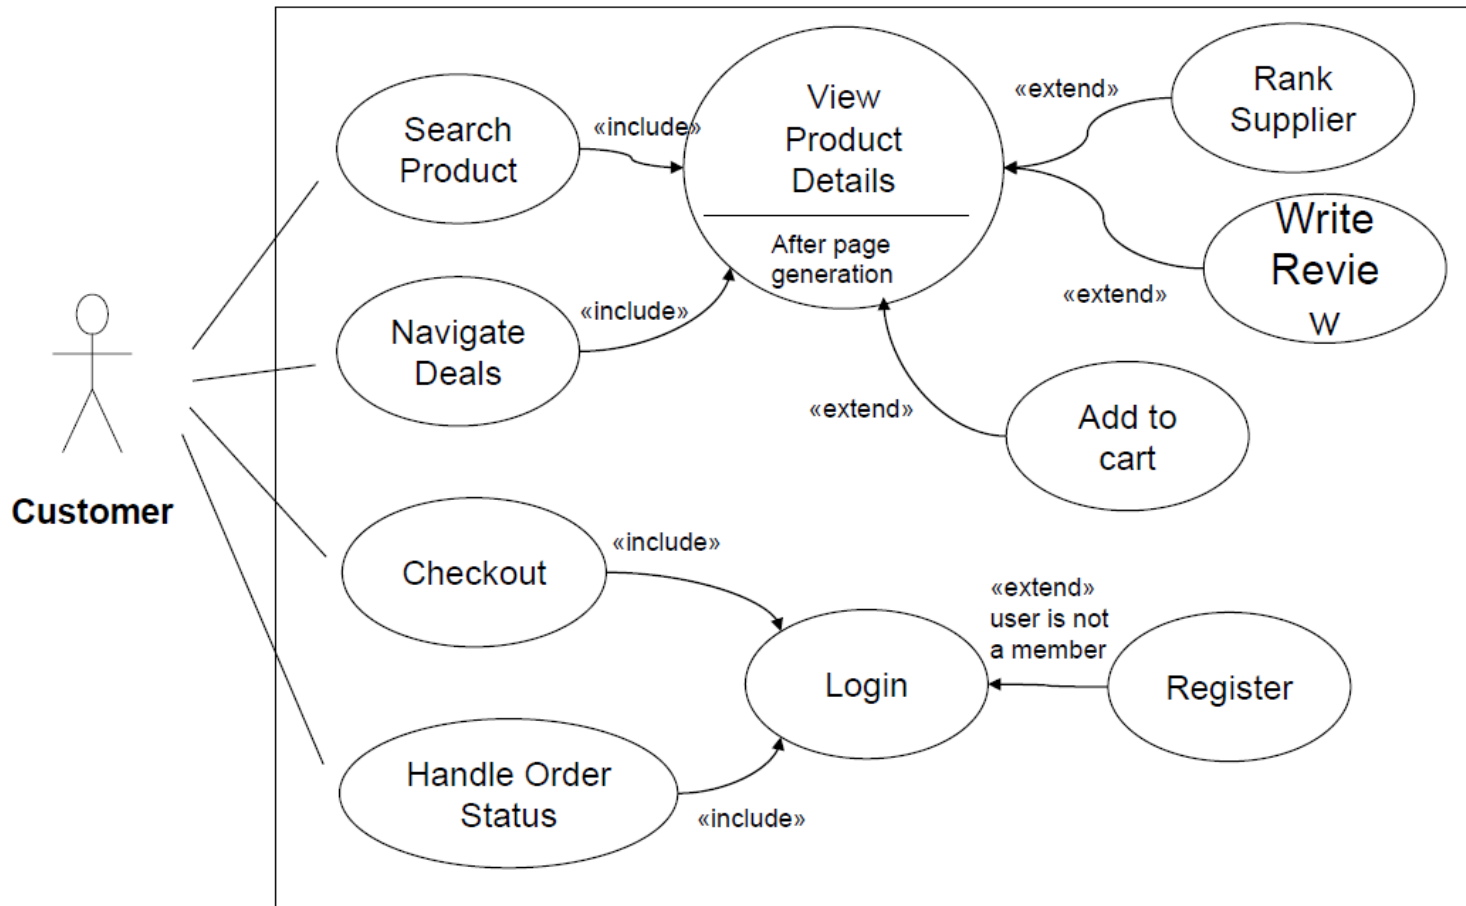 Search
Product
«include»
View
Product
Details
After page
generation
«extend»
Rank
Supplier
Write
Revie
w
«extend»
Navigate
Deals
«include»
«extend»
Add to
cart
Customer
Checkout
«include»
Login
«extend»
user is not
a member
Register
Handle Order
Status
«include»